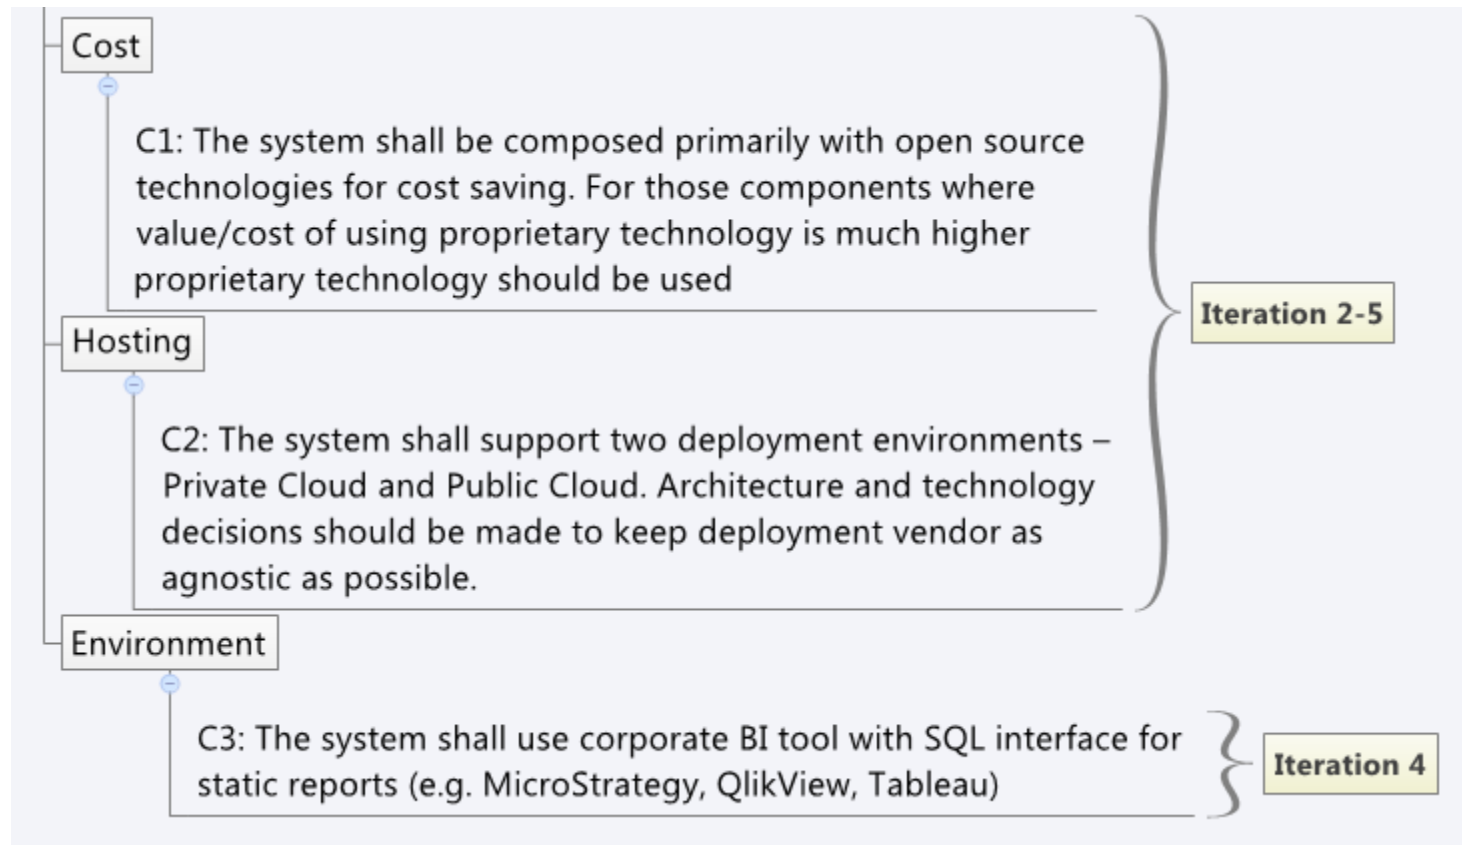 Cost
C1: The system shall be composed primarily with open source
technologies for cost saving. For those components where
value/cost of using proprietary technology is much higher
proprietary technology should be used
Iteration 2-5
Hosting
C2: The system shall support two deployment environments –
Private Cloud and Public Cloud. Architecture and technology
decisions should be made to keep deployment vendor as
agnostic as possible.
Environment
C3: The system shall use corporate BI tool with SQL interface for
static reports (e.g. MicroStrategy, QlikView, Tableau)
Iteration 4